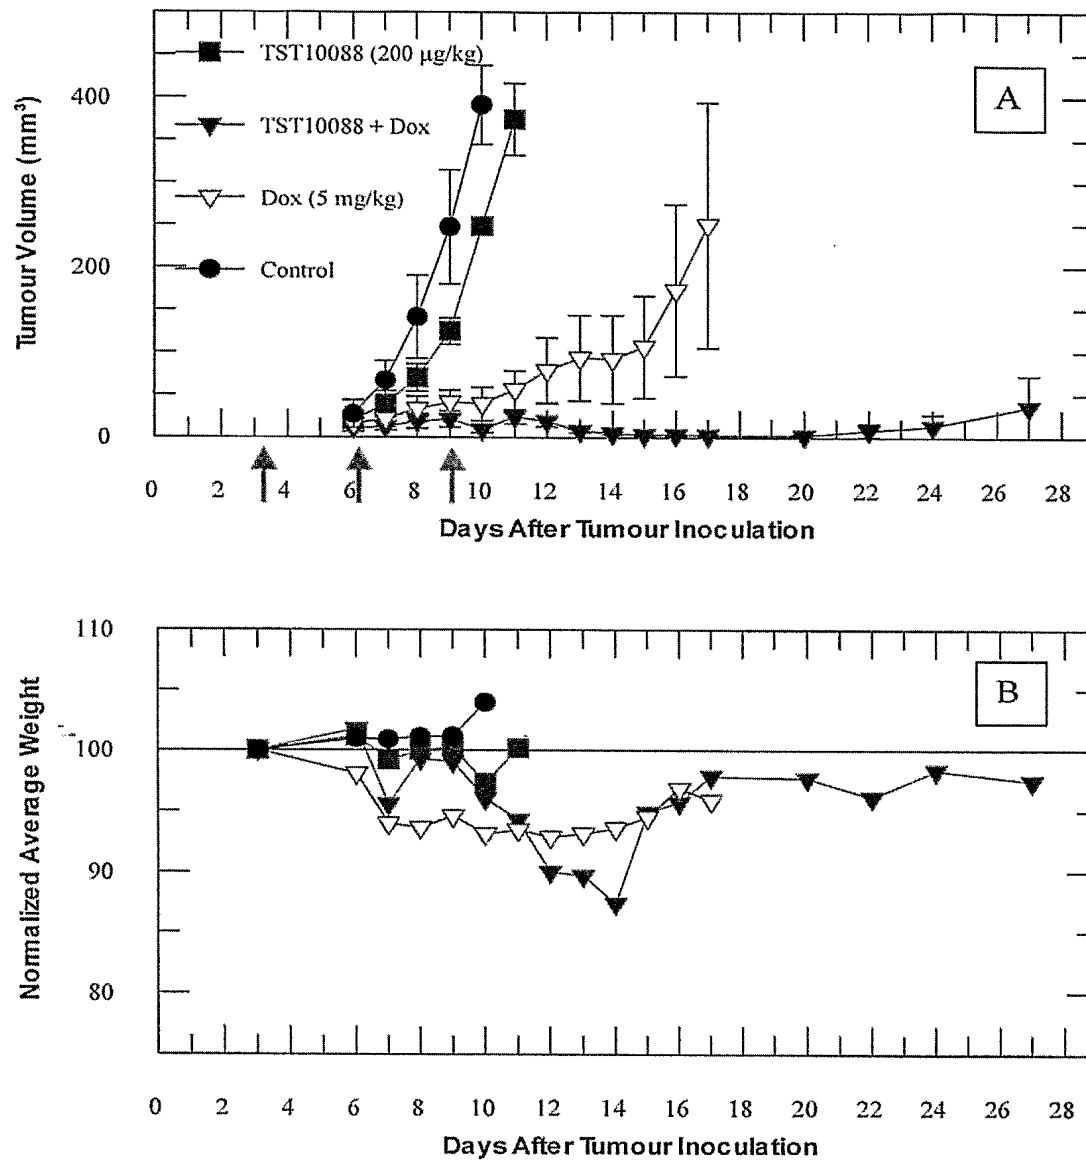 TST10088 (200 µg/kg)
TST10088 + Dox
Dox (5 mg/kg)
Control
A
Tumour Volume (mm³)
400
200
0
0 2 4 6 8 10 12 14 16 18 20 22 24 26 28
Days After Tumour Inoculation
B
Normalized Average Weight
110
100
90
80
0 2 4 6 8 10 12 14 16 18 20 22 24 26 28
Days After Tumour Inoculation